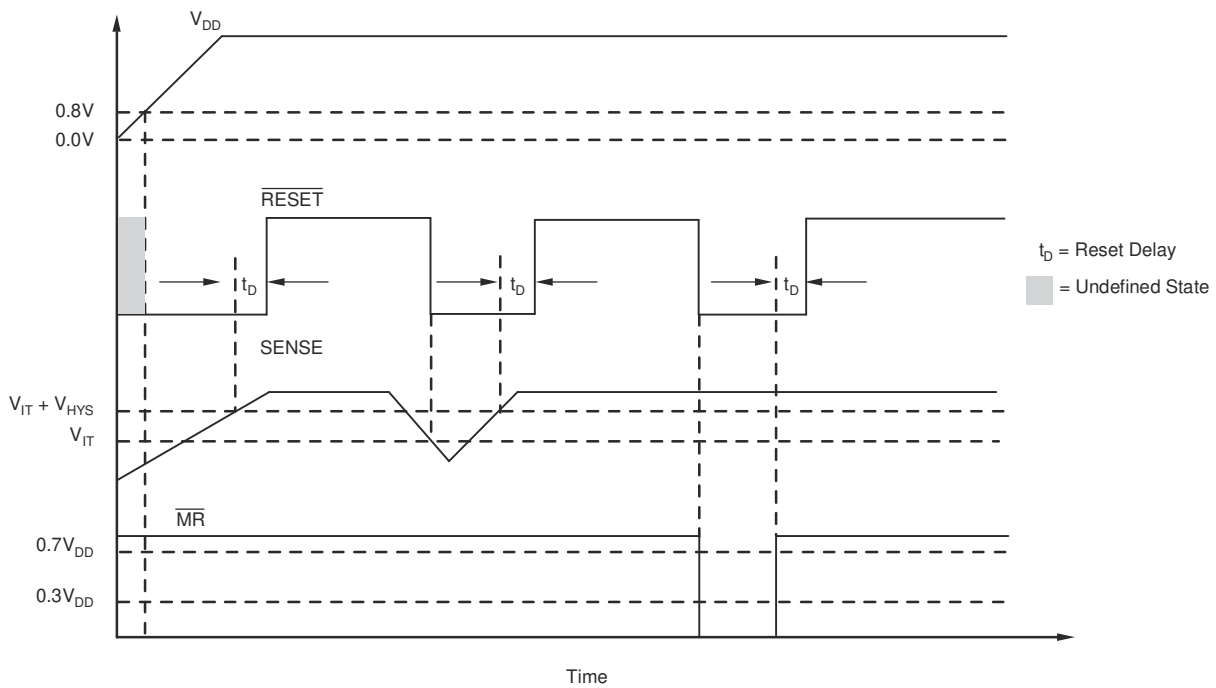 V_DD
0.8V
0.0V
RESET
t_D
t_D
t_D
t_D = Reset Delay
= Undefined State
SENSE
V_IT + V_HYS
V_IT
MR
0.7V_DD
0.3V_DD
Time